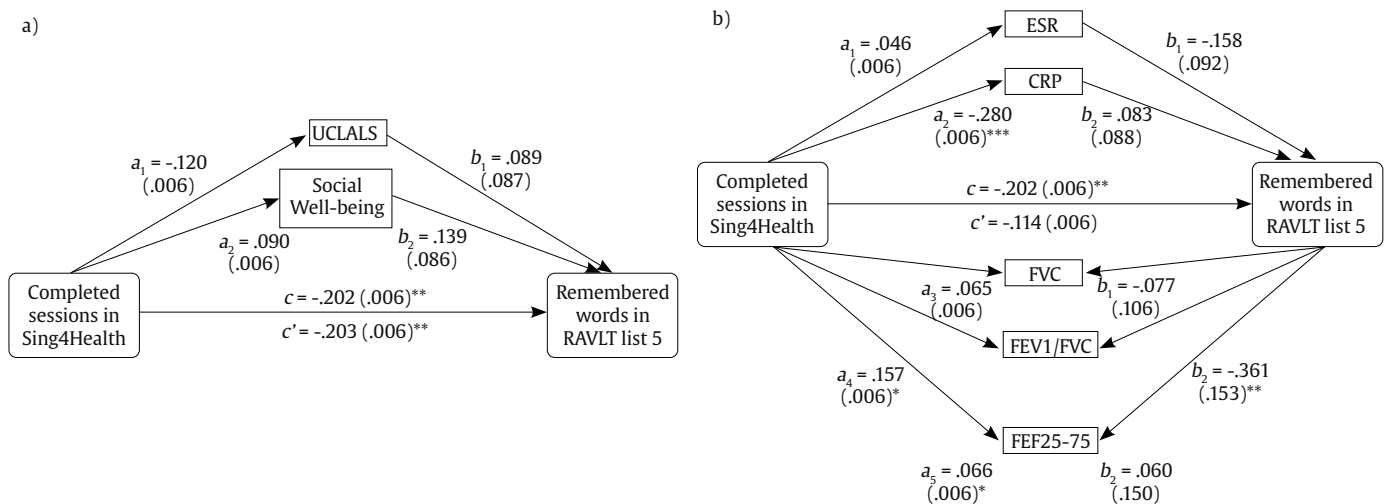 a)
UCLALS
a1 = -.120
(.006)
b1 = .089
(.087)
Social
Well-being
a2 = .090
(.006)
b2 = .139
(.086)
Completed
sessions in
Sing4Health
c = -.202 (.006)**
c' = -.203 (.006)**
Remembered
words in
RAVLT list 5
b)
ESR
a1 = .046
(.006)
b1 = -.158
(.092)
CRP
a2 = -.280
(.006)***
b2 = .083
(.088)
Completed
sessions in
Sing4Health
c = -.202 (.006)**
c' = -.114 (.006)
Remembered
words in
RAVLT list 5
FVC
a3 = .065
(.006)
b1 = -.077
(.106)
FEV1/FVC
a4 = .157
(.006)*
b2 = -.361
(.153)**
FEF25-75
a5 = .066
(.006)*
b2 = .060
(.150)